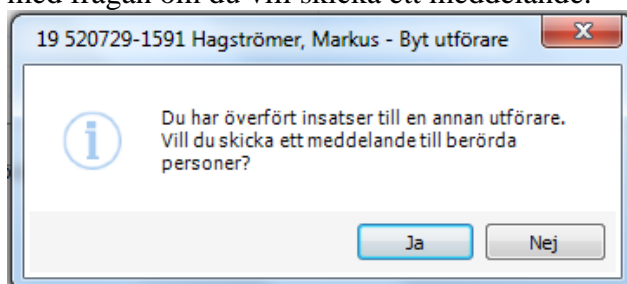 med frågan om du vill skicka ett meddelande.
19 520729-1591 Hagströmer, Markus - Byt utförare
Du har överfört insatser till en annan utförare.
Vill du skicka ett meddelande till berörda
personer?
Ja
Nej